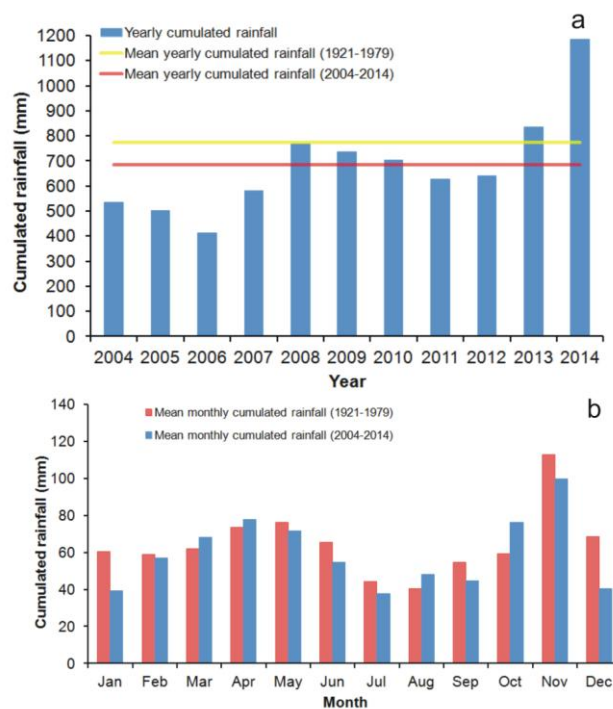 a
Yearly cumulated rainfall
Mean yearly cumulated rainfall (1921-1979)
Mean yearly cumulated rainfall (2004-2014)
Cumulated rainfall (mm)
1200
1100
1000
900
800
700
600
500
400
300
200
100
0
2004 2005 2006 2007 2008 2009 2010 2011 2012 2013 2014
Year
b
Mean monthly cumulated rainfall (1921-1979)
Mean monthly cumulated rainfall (2004-2014)
Cumulated rainfall (mm)
140
120
100
80
60
40
20
0
Jan Feb Mar Apr May Jun Jul Aug Sep Oct Nov Dec
Month